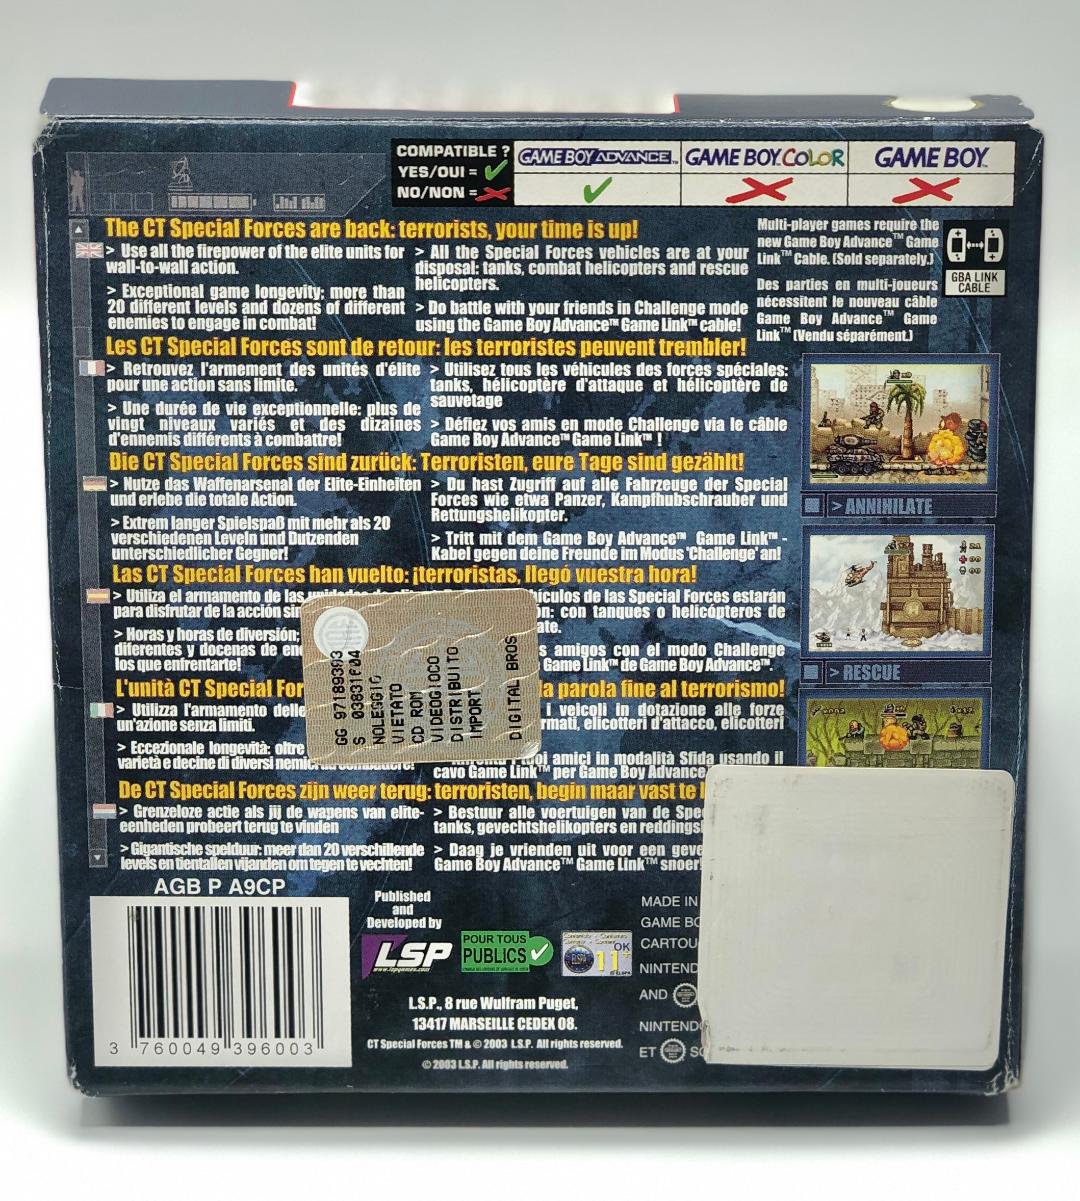 COMPATIBLE ?
YES/OUI =
NO/NON =
GAME BOY ADVANCE™
GAME BOY COLOR
GAME BOY™
The CT Special Forces are back: terrorists, your time is up!
> Use all the firepower of the elite units for
wall-to-wall action.
> Exceptional game longevity; more than
20 different levels and dozens of different
enemies to engage in combat!
> All the Special Forces vehicles are at your
disposal: tanks, combat helicopters and rescue
helicopters.
> Do battle with your friends in Challenge mode
using the Game Boy Advance™ Game Link™ cable!
Multi-player games require the
new Game Boy Advance™ Game
Link™ Cable. (Sold separately.)
Des parties en multi-joueurs
nécessitent le nouveau câble
Game Boy Advance™ Game
Link™ (Vendu séparément.)
GBA LINK
CABLE
Les CT Special Forces sont de retour: les terroristes peuvent trembler!
> Retrouvez l'armement des unités d'élite
pour une action sans limite.
> Une durée de vie exceptionnelle: plus de
vingt niveaux variés et des dizaines
d'ennemis différents à combattre!
> Utilisez tous les véhicules des forces spéciales:
tanks, hélicoptère d'attaque et hélicoptère de
sauvetage
> Défiez vos amis en mode Challenge via le câble
Game Boy Advance™ Game Link™ !
Die CT Special Forces sind zurück: Terroristen, eure Tage sind gezählt!
> Nutze das Waffenarsenal der Elite-Einheiten
und erlebe die totale Action.
> Extrem langer Spielspaß mit mehr als 20
verschiedenen Leveln und Dutzenden
unterschiedlicher Gegner!
> Du hast Zugriff auf alle Fahrzeuge der Special
Forces wie etwa Panzer, Kampfhubschrauber und
Rettungshelikopter.
> Tritt mit dem Game Boy Advance™ Game Link™ -
Kabel gegen deine Freunde im Modus 'Challenge' an!
> ANNIHILATE
Las CT Special Forces han vuelto: ¡terroristas, llegó vuestra hora!
> Utiliza el armamento de las unidades
para disfrutar de la acción sin
> Horas y horas de diversión;
diferentes y docenas de
los que enfrentarte!
de las Special Forces estarán
con tanques o helicópteros de
amigos con el modo Challenge
Game Link™ de Game Boy Advance™.
> RESCUE
L'unità CT Special
la parola fine al terrorismo!
> Utilizza l'armamento delle
un'azione senza limiti.
> Eccezionale longevità; oltre
varietà e decine di diversi
i veicoli in dotazione alle forze
elicotteri d'attacco, elicotteri
amici in modalità Sfida usando il
cavo Game Link™ per Game Boy Advance
GG 97189393
NOLEGGIO
VIETATO
CD ROM
VIDEOGIOCO
DISTRIBUITO
IMPORT
DIGITAL BROS
De CT Special Forces zijn weer terug: terroristen, begin maar vast te
> Grenzeloze actie als jij de wapens van elite-
eenheden probeert terug te vinden
> Gigantische speelduur: meer dan 20 verschillende
levels en tientallen vijanden om tegen te vechten!
> Bestuur alle voertuigen van de
tanks, gevechtshelikopters en
> Daag je vrienden uit voor een
Game Boy Advance™ Game Link™ snoer!
AGB P A9CP
3 760049 396003
Published
and
Developed by
LSP
www.lspgames.com
POUR TOUS
PUBLICS
ELSPA
11+
OK
L.S.P., 8 rue Wulfram Puget,
13417 MARSEILLE CEDEX 08.
CT Special Forces TM & © 2003 L.S.P. All rights reserved.
© 2003 L.S.P. All rights reserved.
MADE IN
GAME
NINTEND
AND
NINTENDO
ET